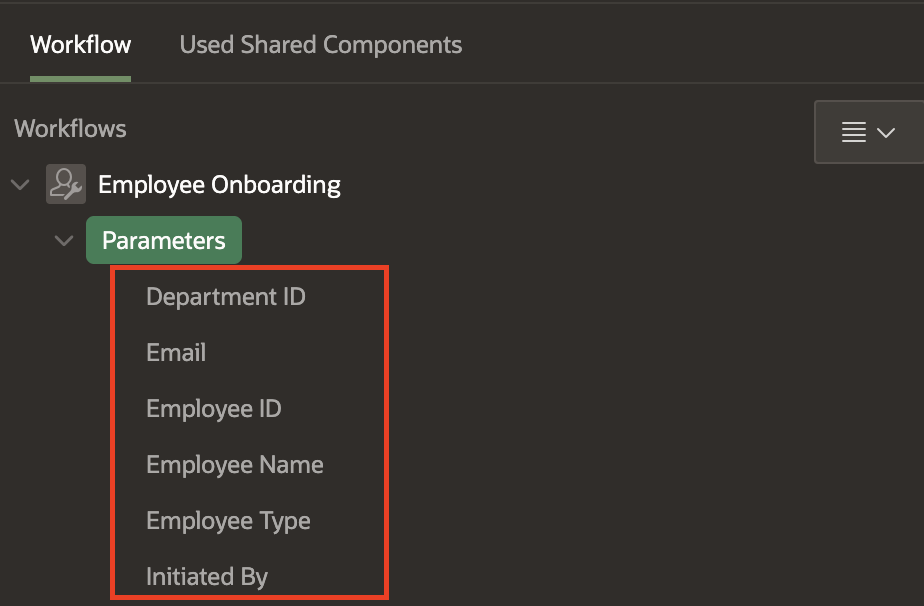 Workflow Used Shared Components
Workflows
Employee Onboarding
Parameters
Department ID
Email
Employee ID
Employee Name
Employee Type
Initiated By